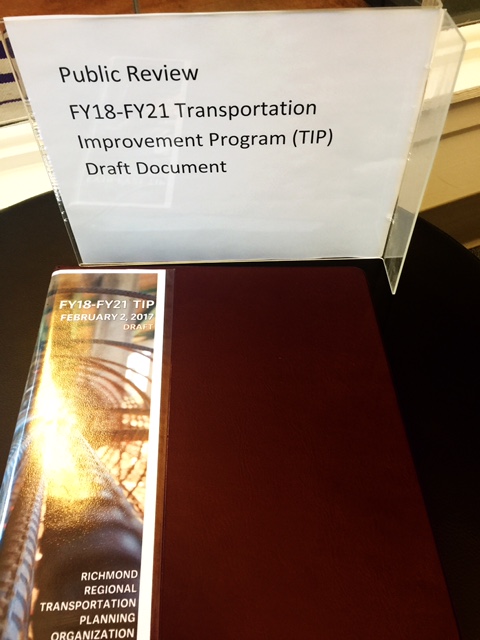 Public Review
FY18-FY21 Transportation
Improvement Program (TIP)
Draft Document
FY18-FY21 TIP
FEBRUARY 2, 2017
DRAFT
RICHMOND
REGIONAL
TRANSPORTATION
PLANNING
ORGANIZATION